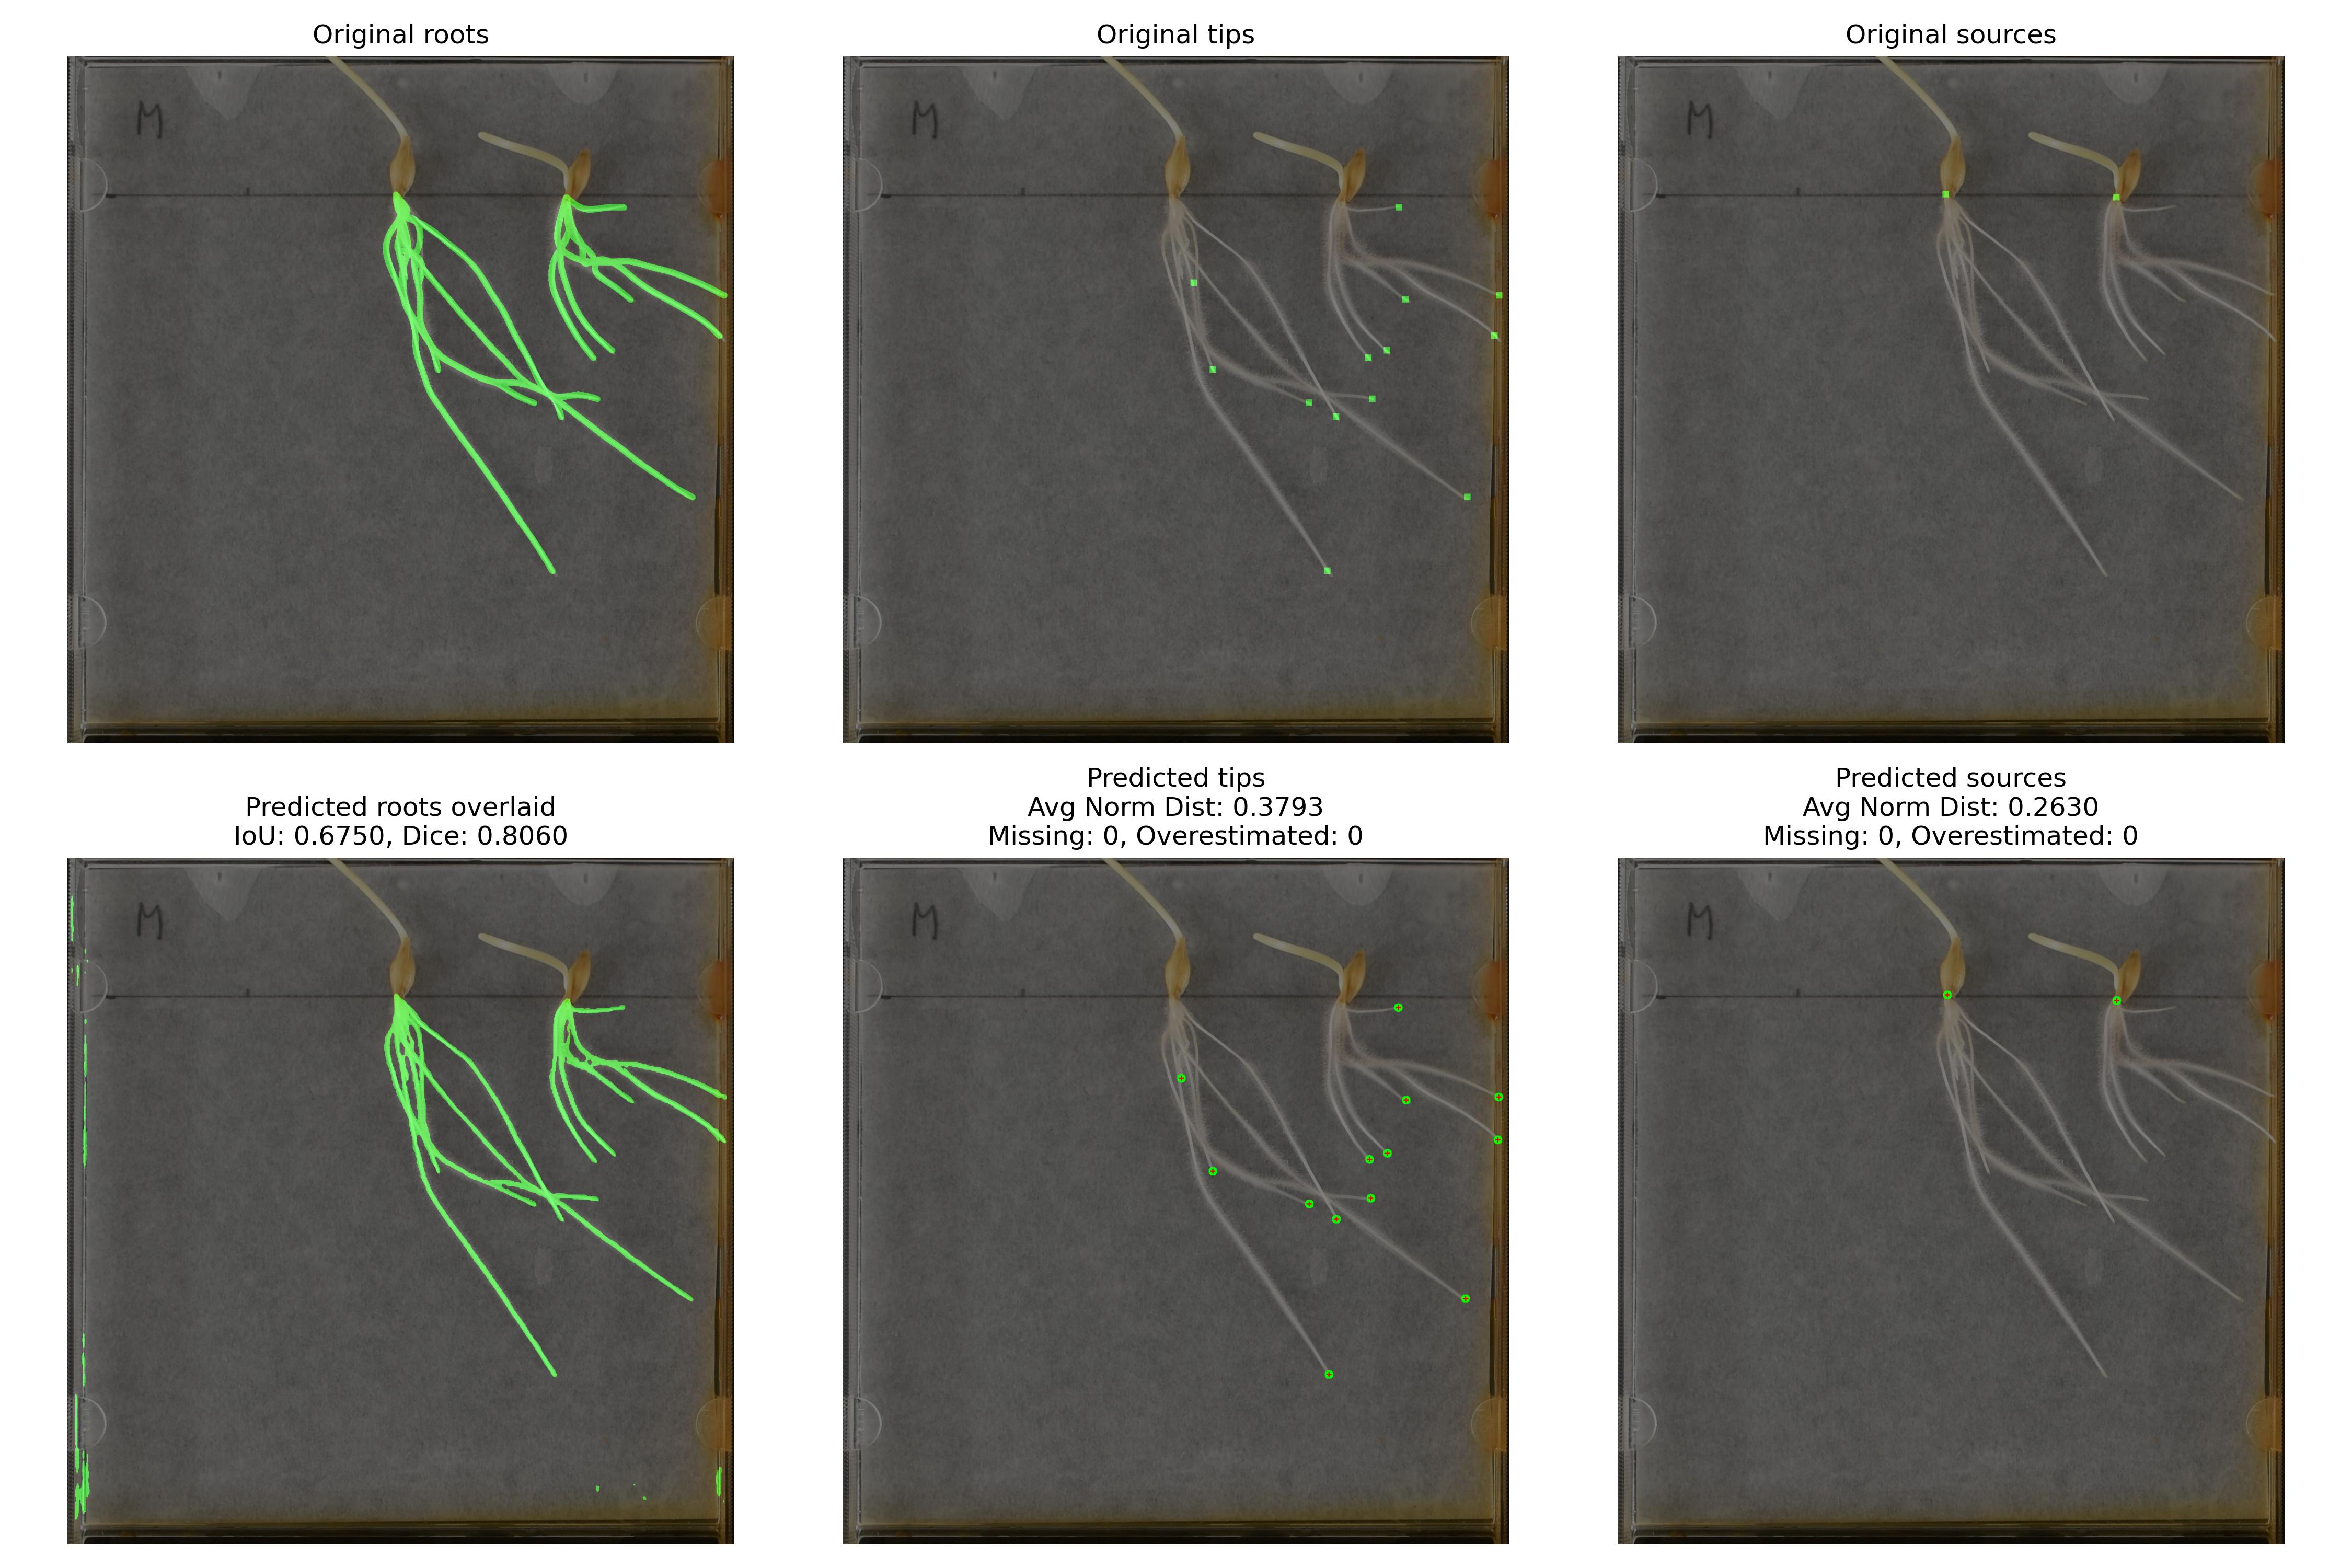 Original roots
Original tips
Original sources
M
M
M
Predicted roots overlaid
IoU: 0.6750, Dice: 0.8060
Predicted tips
Avg Norm Dist: 0.3793
Missing: 0, Overestimated: 0
Predicted sources
Avg Norm Dist: 0.2630
Missing: 0, Overestimated: 0
M
M
M